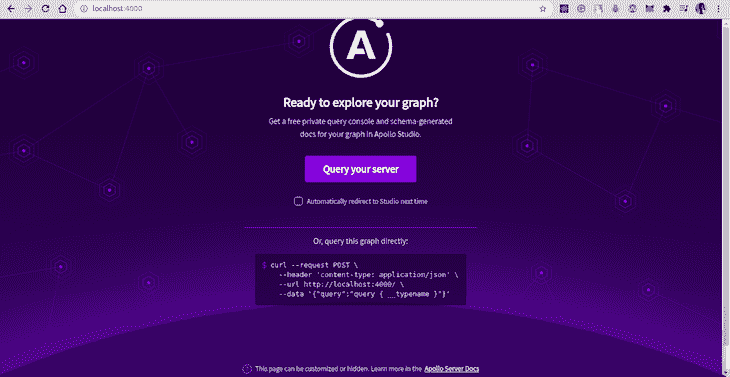 localhost:4000
A
Ready to explore your graph?
Get a free private query console and schema-generated
docs for your graph in Apollo Studio.
Query your server
Automatically redirect to Studio next time
Or, query this graph directly:
$ curl --request POST \
--header 'content-type: application/json' \
--url http://localhost:4000/ \
--data '{"query":"query { __typename }"}'
This page can be customized or hidden. Learn more in the Apollo Server Docs